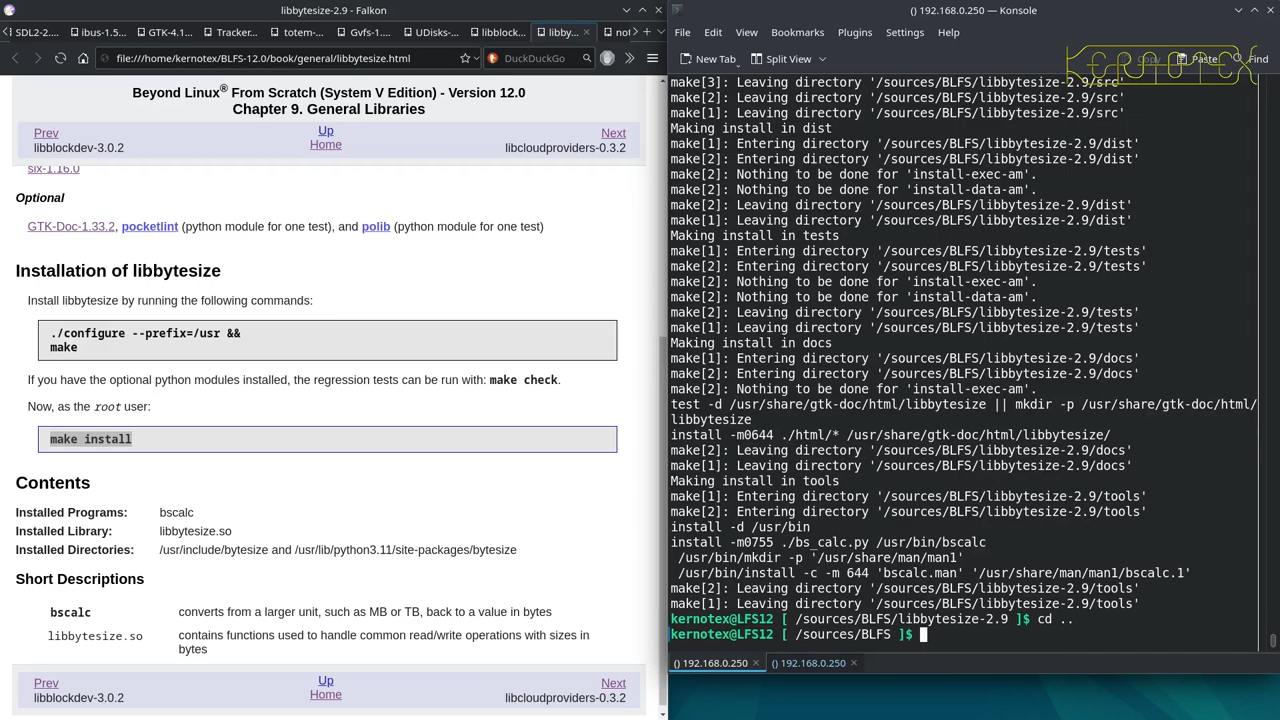 libbytesize-2.9 - Falkon
SDL2-2....
ibus-1.5...
GTK-4.1...
Tracker...
totem-...
Gvfs-1....
UDisks-...
libblock...
libby...
not
file:///home/kernotex/BLFS-12.0/book/general/libbytesize.html
DuckDuckGo
Beyond Linux® From Scratch (System V Edition) - Version 12.0
Chapter 9. General Libraries
Prev
Up
Next
libblockdev-3.0.2
Home
libcloudproviders-0.3.2
six-1.16.0
Optional
GTK-Doc-1.33.2, pocketlint (python module for one test), and polib (python module for one test)
Installation of libbytesize
Install libbytesize by running the following commands:
./configure --prefix=/usr &&
make
If you have the optional python modules installed, the regression tests can be run with: make check.
Now, as the root user:
make install
Contents
Installed Programs: bscalc
Installed Library: libbytesize.so
Installed Directories: /usr/include/bytesize and /usr/lib/python3.11/site-packages/bytesize
Short Descriptions
bscalc converts from a larger unit, such as MB or TB, back to a value in bytes
libbytesize.so contains functions used to handle common read/write operations with sizes in
bytes
Prev
Up
Next
libblockdev-3.0.2
Home
libcloudproviders-0.3.2
() 192.168.0.250 — Konsole
File Edit View Bookmarks Plugins Settings Help
New Tab Split View Copy Paste Find
KERNOTEX
make[3]: Leaving directory '/sources/BLFS/libbytesize-2.9/src'
make[2]: Leaving directory '/sources/BLFS/libbytesize-2.9/src'
make[1]: Leaving directory '/sources/BLFS/libbytesize-2.9/src'
Making install in dist
make[1]: Entering directory '/sources/BLFS/libbytesize-2.9/dist'
make[2]: Entering directory '/sources/BLFS/libbytesize-2.9/dist'
make[2]: Nothing to be done for 'install-exec-am'.
make[2]: Nothing to be done for 'install-data-am'.
make[2]: Leaving directory '/sources/BLFS/libbytesize-2.9/dist'
make[1]: Leaving directory '/sources/BLFS/libbytesize-2.9/dist'
Making install in tests
make[1]: Entering directory '/sources/BLFS/libbytesize-2.9/tests'
make[2]: Entering directory '/sources/BLFS/libbytesize-2.9/tests'
make[2]: Nothing to be done for 'install-exec-am'.
make[2]: Nothing to be done for 'install-data-am'.
make[2]: Leaving directory '/sources/BLFS/libbytesize-2.9/tests'
make[1]: Leaving directory '/sources/BLFS/libbytesize-2.9/tests'
Making install in docs
make[1]: Entering directory '/sources/BLFS/libbytesize-2.9/docs'
make[2]: Entering directory '/sources/BLFS/libbytesize-2.9/docs'
make[2]: Nothing to be done for 'install-exec-am'.
test -d /usr/share/gtk-doc/html/libbytesize || mkdir -p /usr/share/gtk-doc/html/
libbytesize
install -m0644 ./html/* /usr/share/gtk-doc/html/libbytesize/
make[2]: Leaving directory '/sources/BLFS/libbytesize-2.9/docs'
make[1]: Leaving directory '/sources/BLFS/libbytesize-2.9/docs'
Making install in tools
make[1]: Entering directory '/sources/BLFS/libbytesize-2.9/tools'
make[2]: Entering directory '/sources/BLFS/libbytesize-2.9/tools'
install -d /usr/bin
install -m0755 ./bs_calc.py /usr/bin/bscalc
/usr/bin/mkdir -p '/usr/share/man/man1'
/usr/bin/install -c -m 644 'bscalc.man' '/usr/share/man/man1/bscalc.1'
make[2]: Leaving directory '/sources/BLFS/libbytesize-2.9/tools'
make[1]: Leaving directory '/sources/BLFS/libbytesize-2.9/tools'
kernotex@LFS12 [ /sources/BLFS/libbytesize-2.9 ]$ cd ..
kernotex@LFS12 [ /sources/BLFS ]$
() 192.168.0.250
() 192.168.0.250